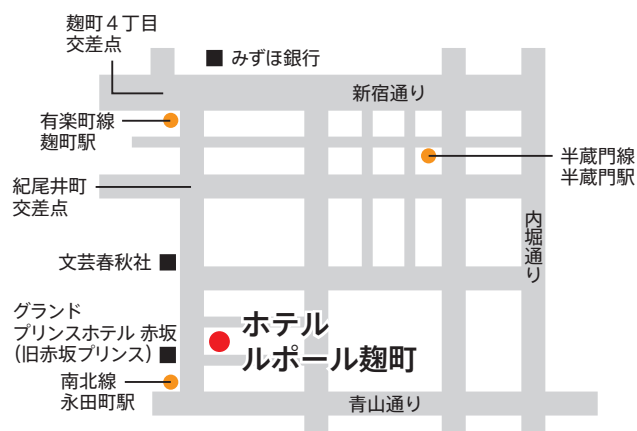 麹町４丁目
交差点
みずほ銀行
新宿通り
有楽町線
麹町駅
半蔵門線
半蔵門駅
紀尾井町
交差点
内堀通り
文芸春秋社
グランド
プリンスホテル 赤坂
(旧赤坂プリンス)
ホテル
ルポール麹町
南北線
永田町駅
青山通り